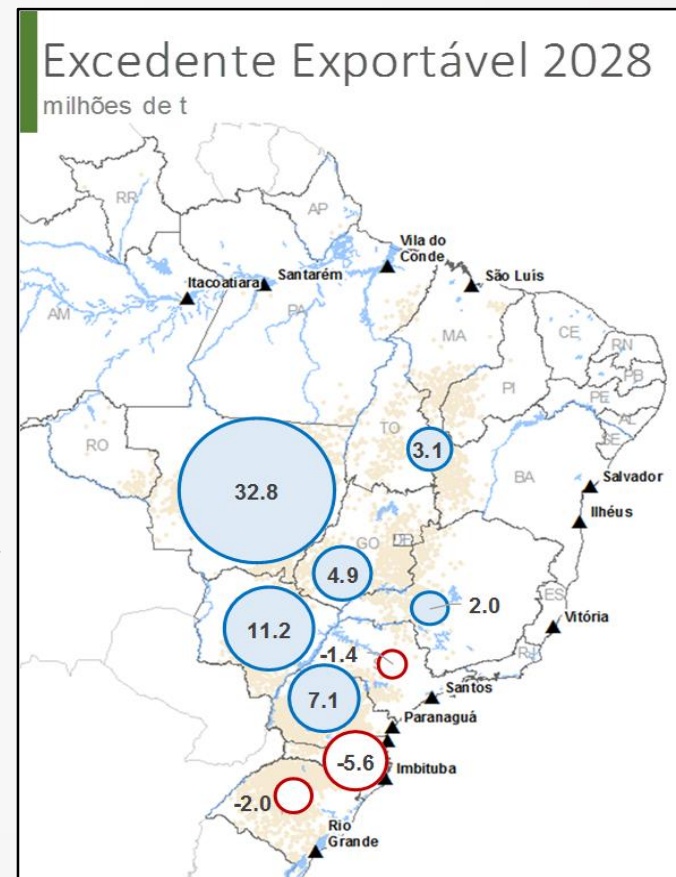 Excedente Exportável 2028
milhões de t
RR
AP
Vila do
Conde
Itacoatiara
Santarém
São Luís
AM
PA
MA
CE
RN
PB
PI
PE
AL
SE
RO
TO
3.1
BA
Salvador
32.8
Ilhéus
GO
DF
4.9
2.0
ES
Vitória
11.2
-1.4
RJ
7.1
Santos
Paranaguá
-5.6
Imbituba
-2.0
Rio
Grande